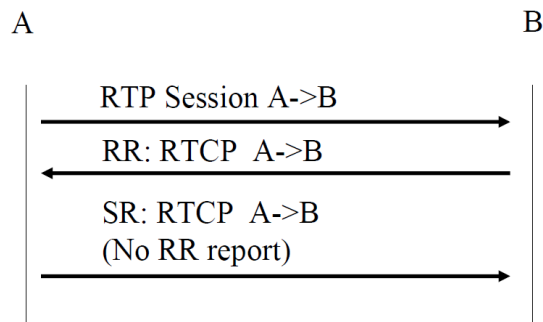 A
B
RTP Session A->B
RR: RTCP A->B
SR: RTCP A->B
(No RR report)